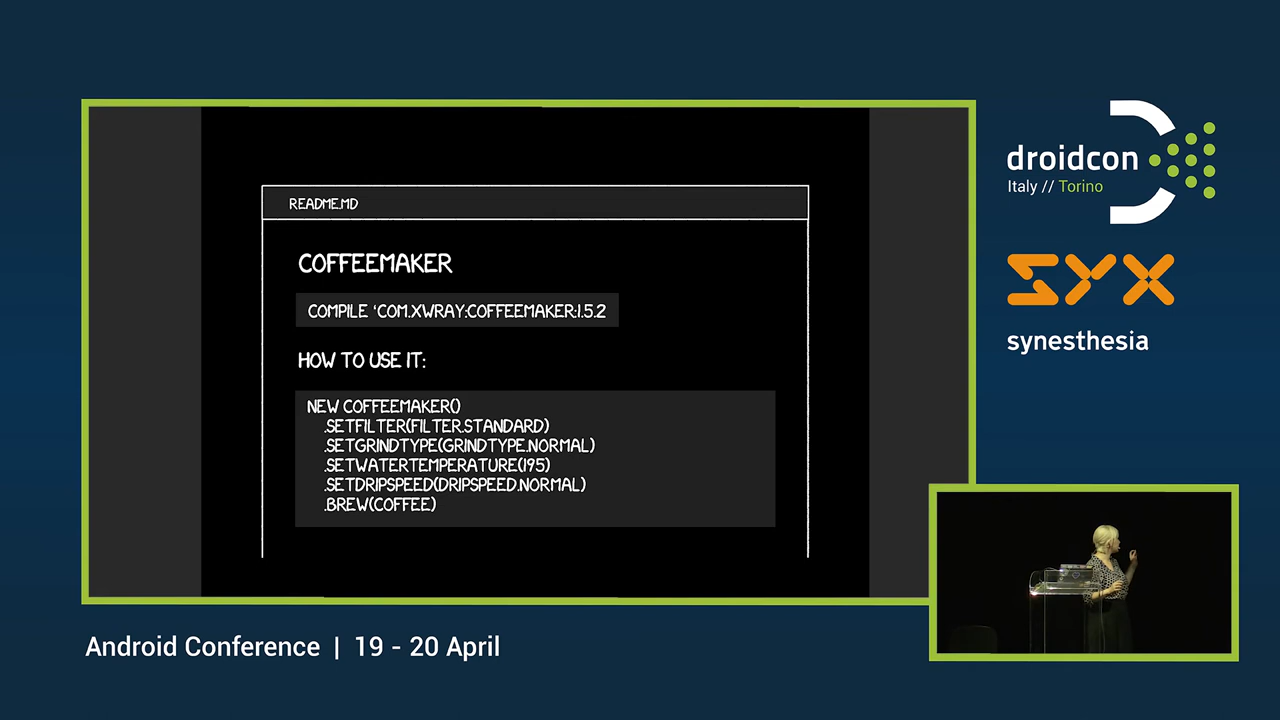 README.MD
COFFEEMAKER
COMPILE ‘COM.XWRAY:COFFEEMAKER:1.5.2
HOW TO USE IT:
NEW COFFEEMAKER()
.SETFILTER(FILTER.STANDARD)
.SETGRINDTYPE(GRINDTYPE.NORMAL)
.SETWATERTEMPERATURE(195)
.SETDRIPSPEED(DRIPSPEED.NORMAL)
.BREW(COFFEE)
droidcon
Italy // Torino
SYX
synesthesia
Android Conference | 19 - 20 April